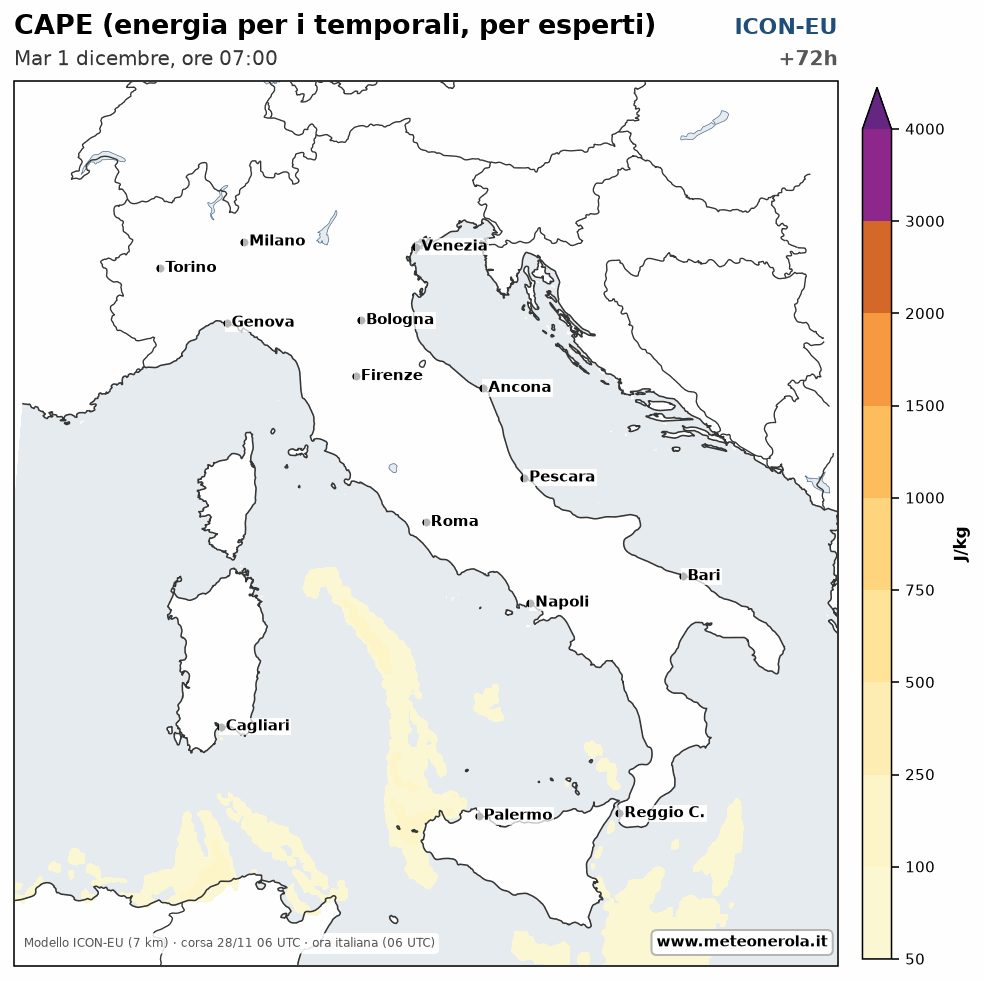 CAPE (energia per i temporali, per esperti)
ICON-EU
Mar 1 dicembre, ore 07:00
+72h
4000
3000
2000
1500
1000
750
500
250
100
50
J/kg
Milano
Venezia
Torino
Genova
Bologna
Firenze
Ancona
Pescara
Roma
Bari
Napoli
Cagliari
Palermo
Reggio C.
Modello ICON-EU (7 km) · corsa 28/11 06 UTC · ora italiana (06 UTC)
www.meteonerola.it